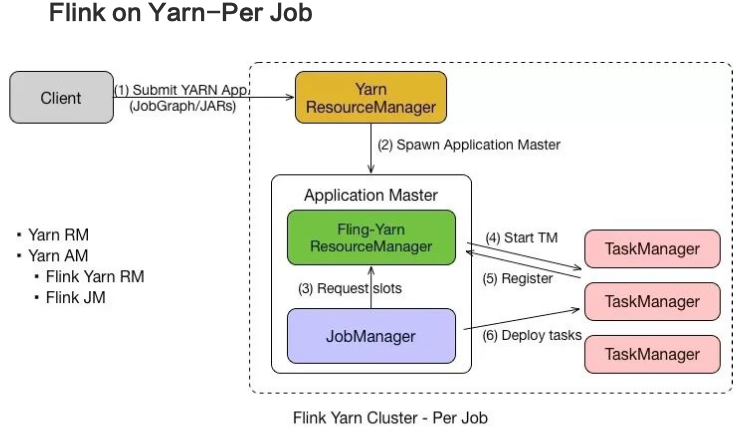 Flink on Yarn-Per Job
Client
(1) Submit YARN App
(JobGraph/JARs)
Yarn
ResourceManager
(2) Spawn Application Master
Application Master
Fling-Yarn
ResourceManager
(3) Request slots
JobManager
(4) Start TM
(5) Register
(6) Deploy tasks
TaskManager
TaskManager
TaskManager
▪ Yarn RM
▪ Yarn AM
▪ Flink Yarn RM
▪ Flink JM
Flink Yarn Cluster - Per Job